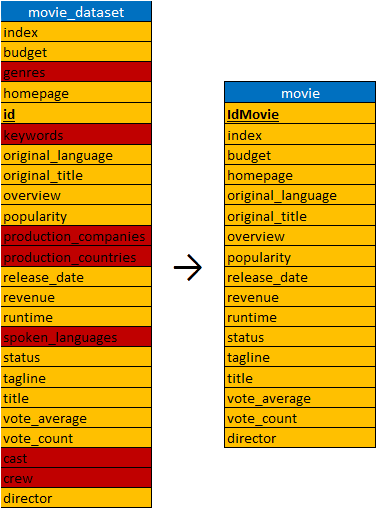 movie_dataset
index
budget
genres
homepage
id
keywords
original_language
original_title
overview
popularity
production_companies
production_countries
release_date
revenue
runtime
spoken_languages
status
tagline
title
vote_average
vote_count
cast
crew
director
movie
IdMovie
index
budget
homepage
original_language
original_title
overview
popularity
release_date
revenue
runtime
status
tagline
title
vote_average
vote_count
director